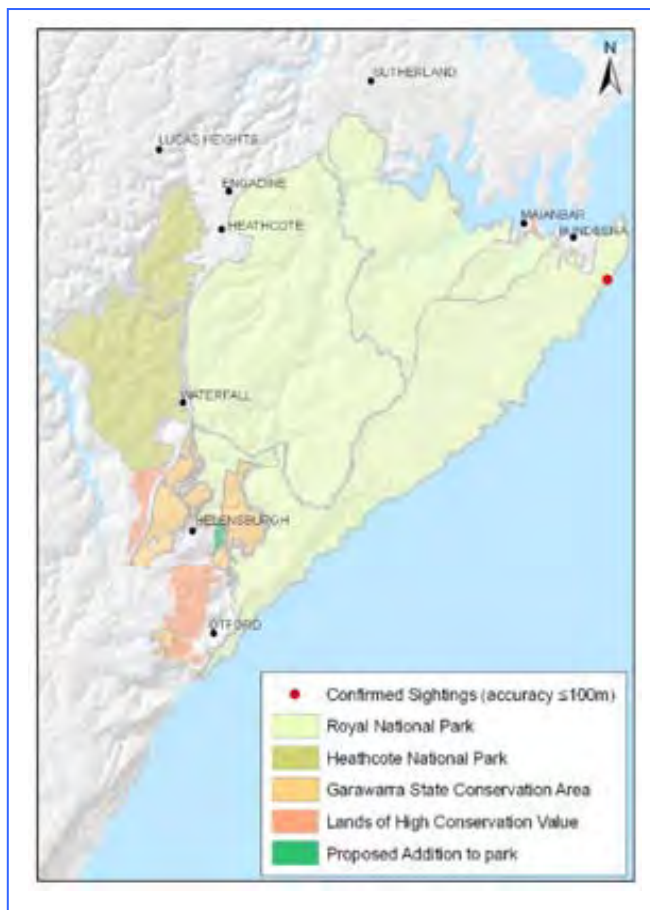 N
SUTHERLAND
LUCAS HEIGHTS
ENGADINE
HEATHCOTE
MAIANBAR
BUNDEENA
WATERFALL
HELENSBURGH
OTFORD
Confirmed Sightings (accuracy ≤100m)
Royal National Park
Heathcote National Park
Garawarra State Conservation Area
Lands of High Conservation Value
Proposed Addition to park